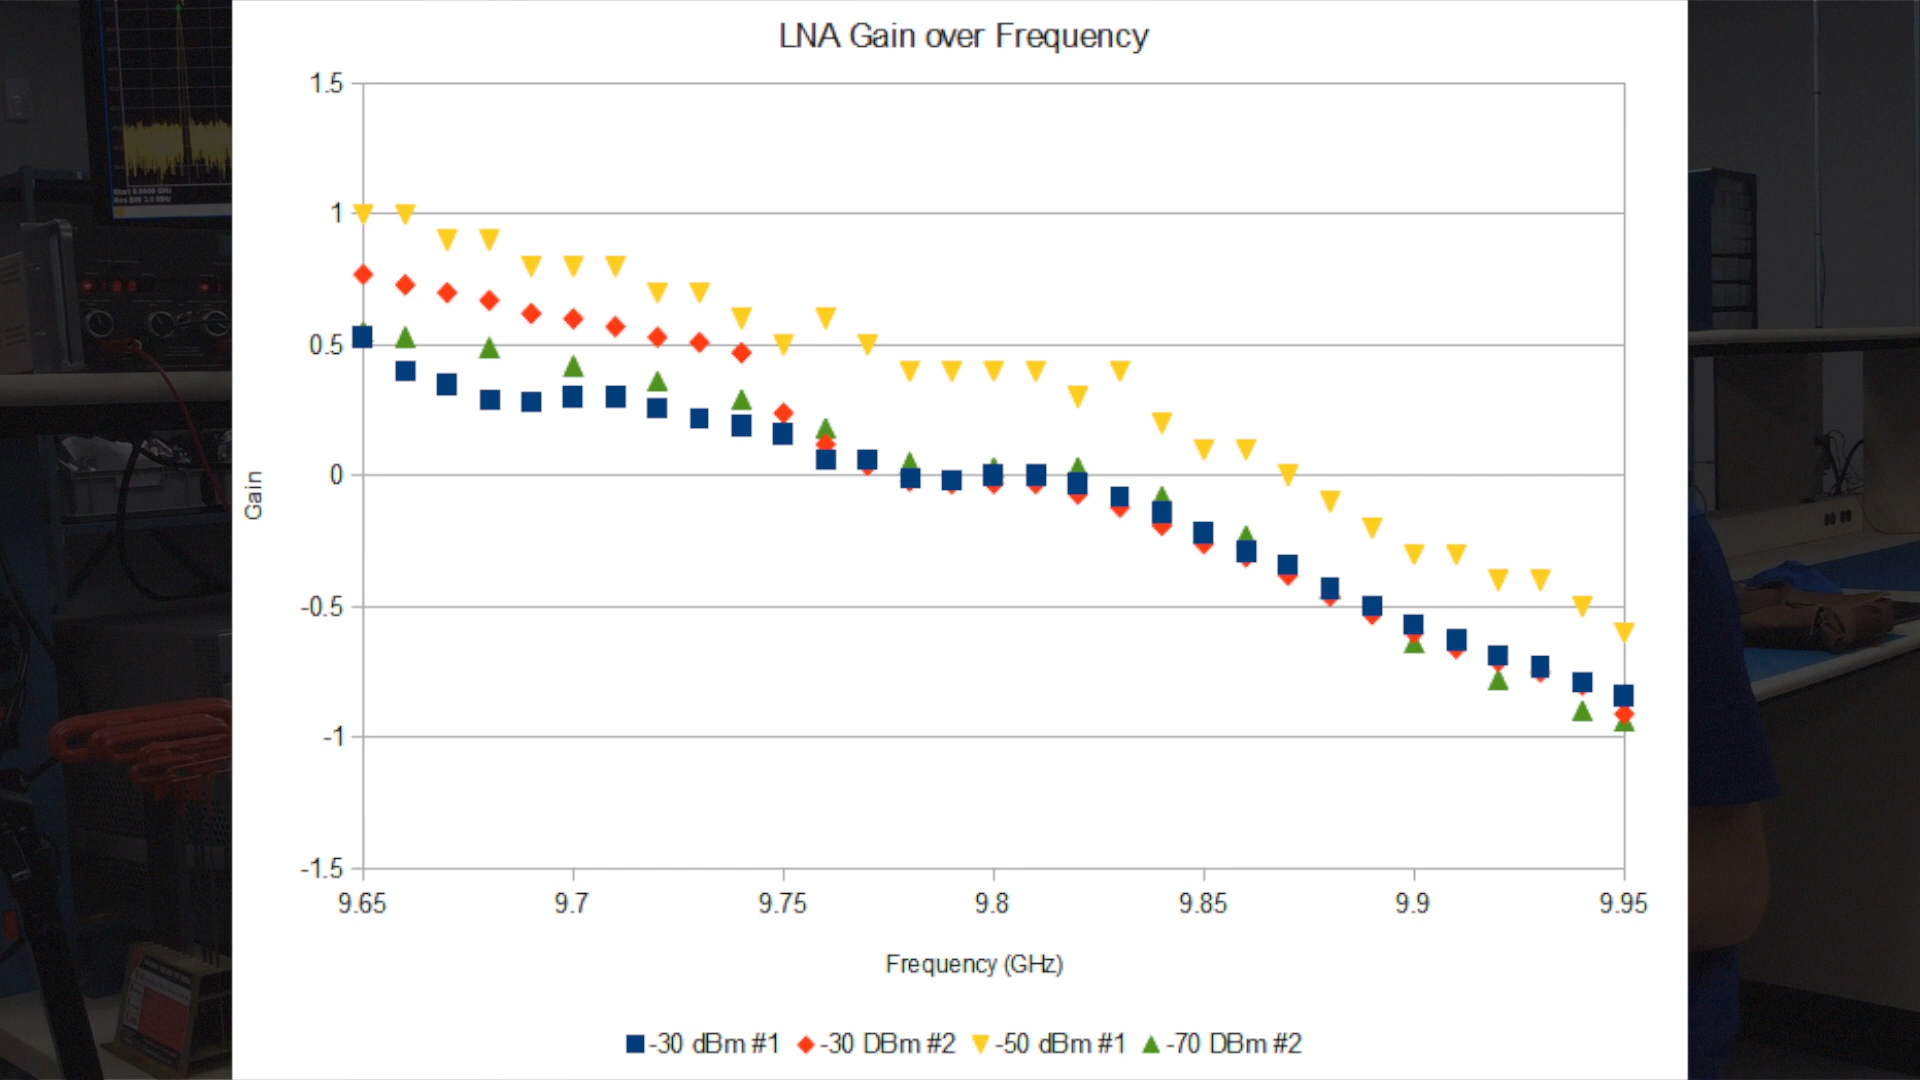 LNA Gain over Frequency
1.5
1
0.5
0
-0.5
-1
-1.5
Gain
9.65 9.7 9.75 9.8 9.85 9.9 9.95
Frequency (GHz)
-30 dBm #1 -30 DBm #2 -50 dBm #1 -70 DBm #2